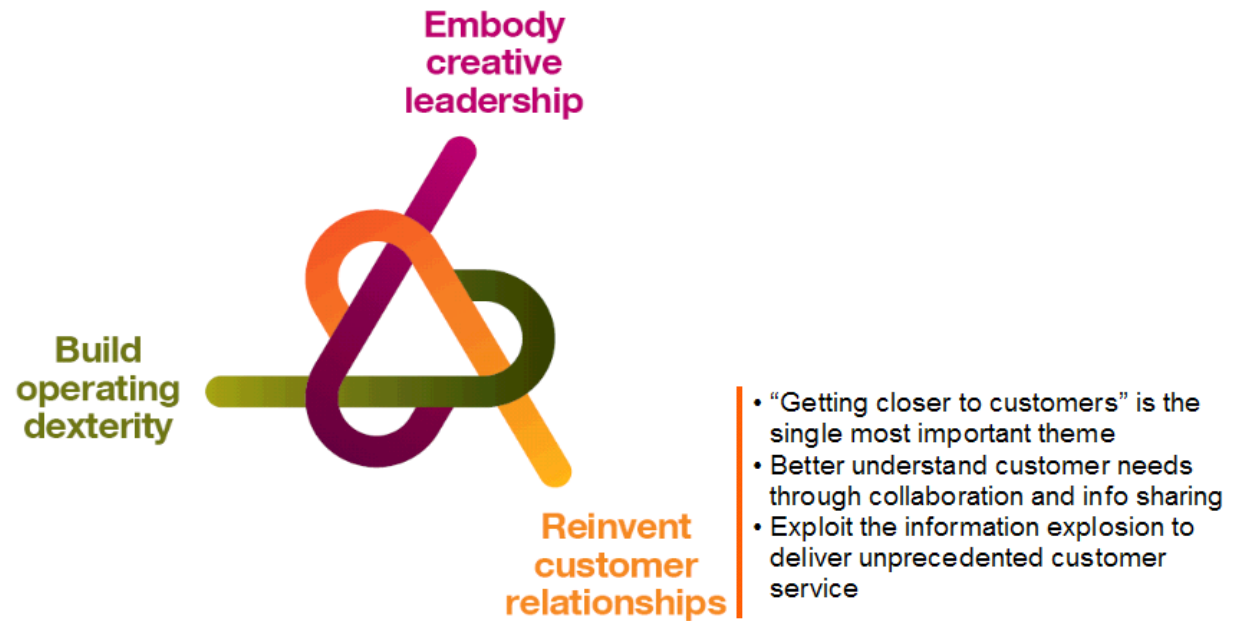 Embody
creative
leadership
Build
operating
dexterity
Reinvent
customer
relationships
• “Getting closer to customers” is the
single most important theme
• Better understand customer needs
through collaboration and info sharing
• Exploit the information explosion to
deliver unprecedented customer
service